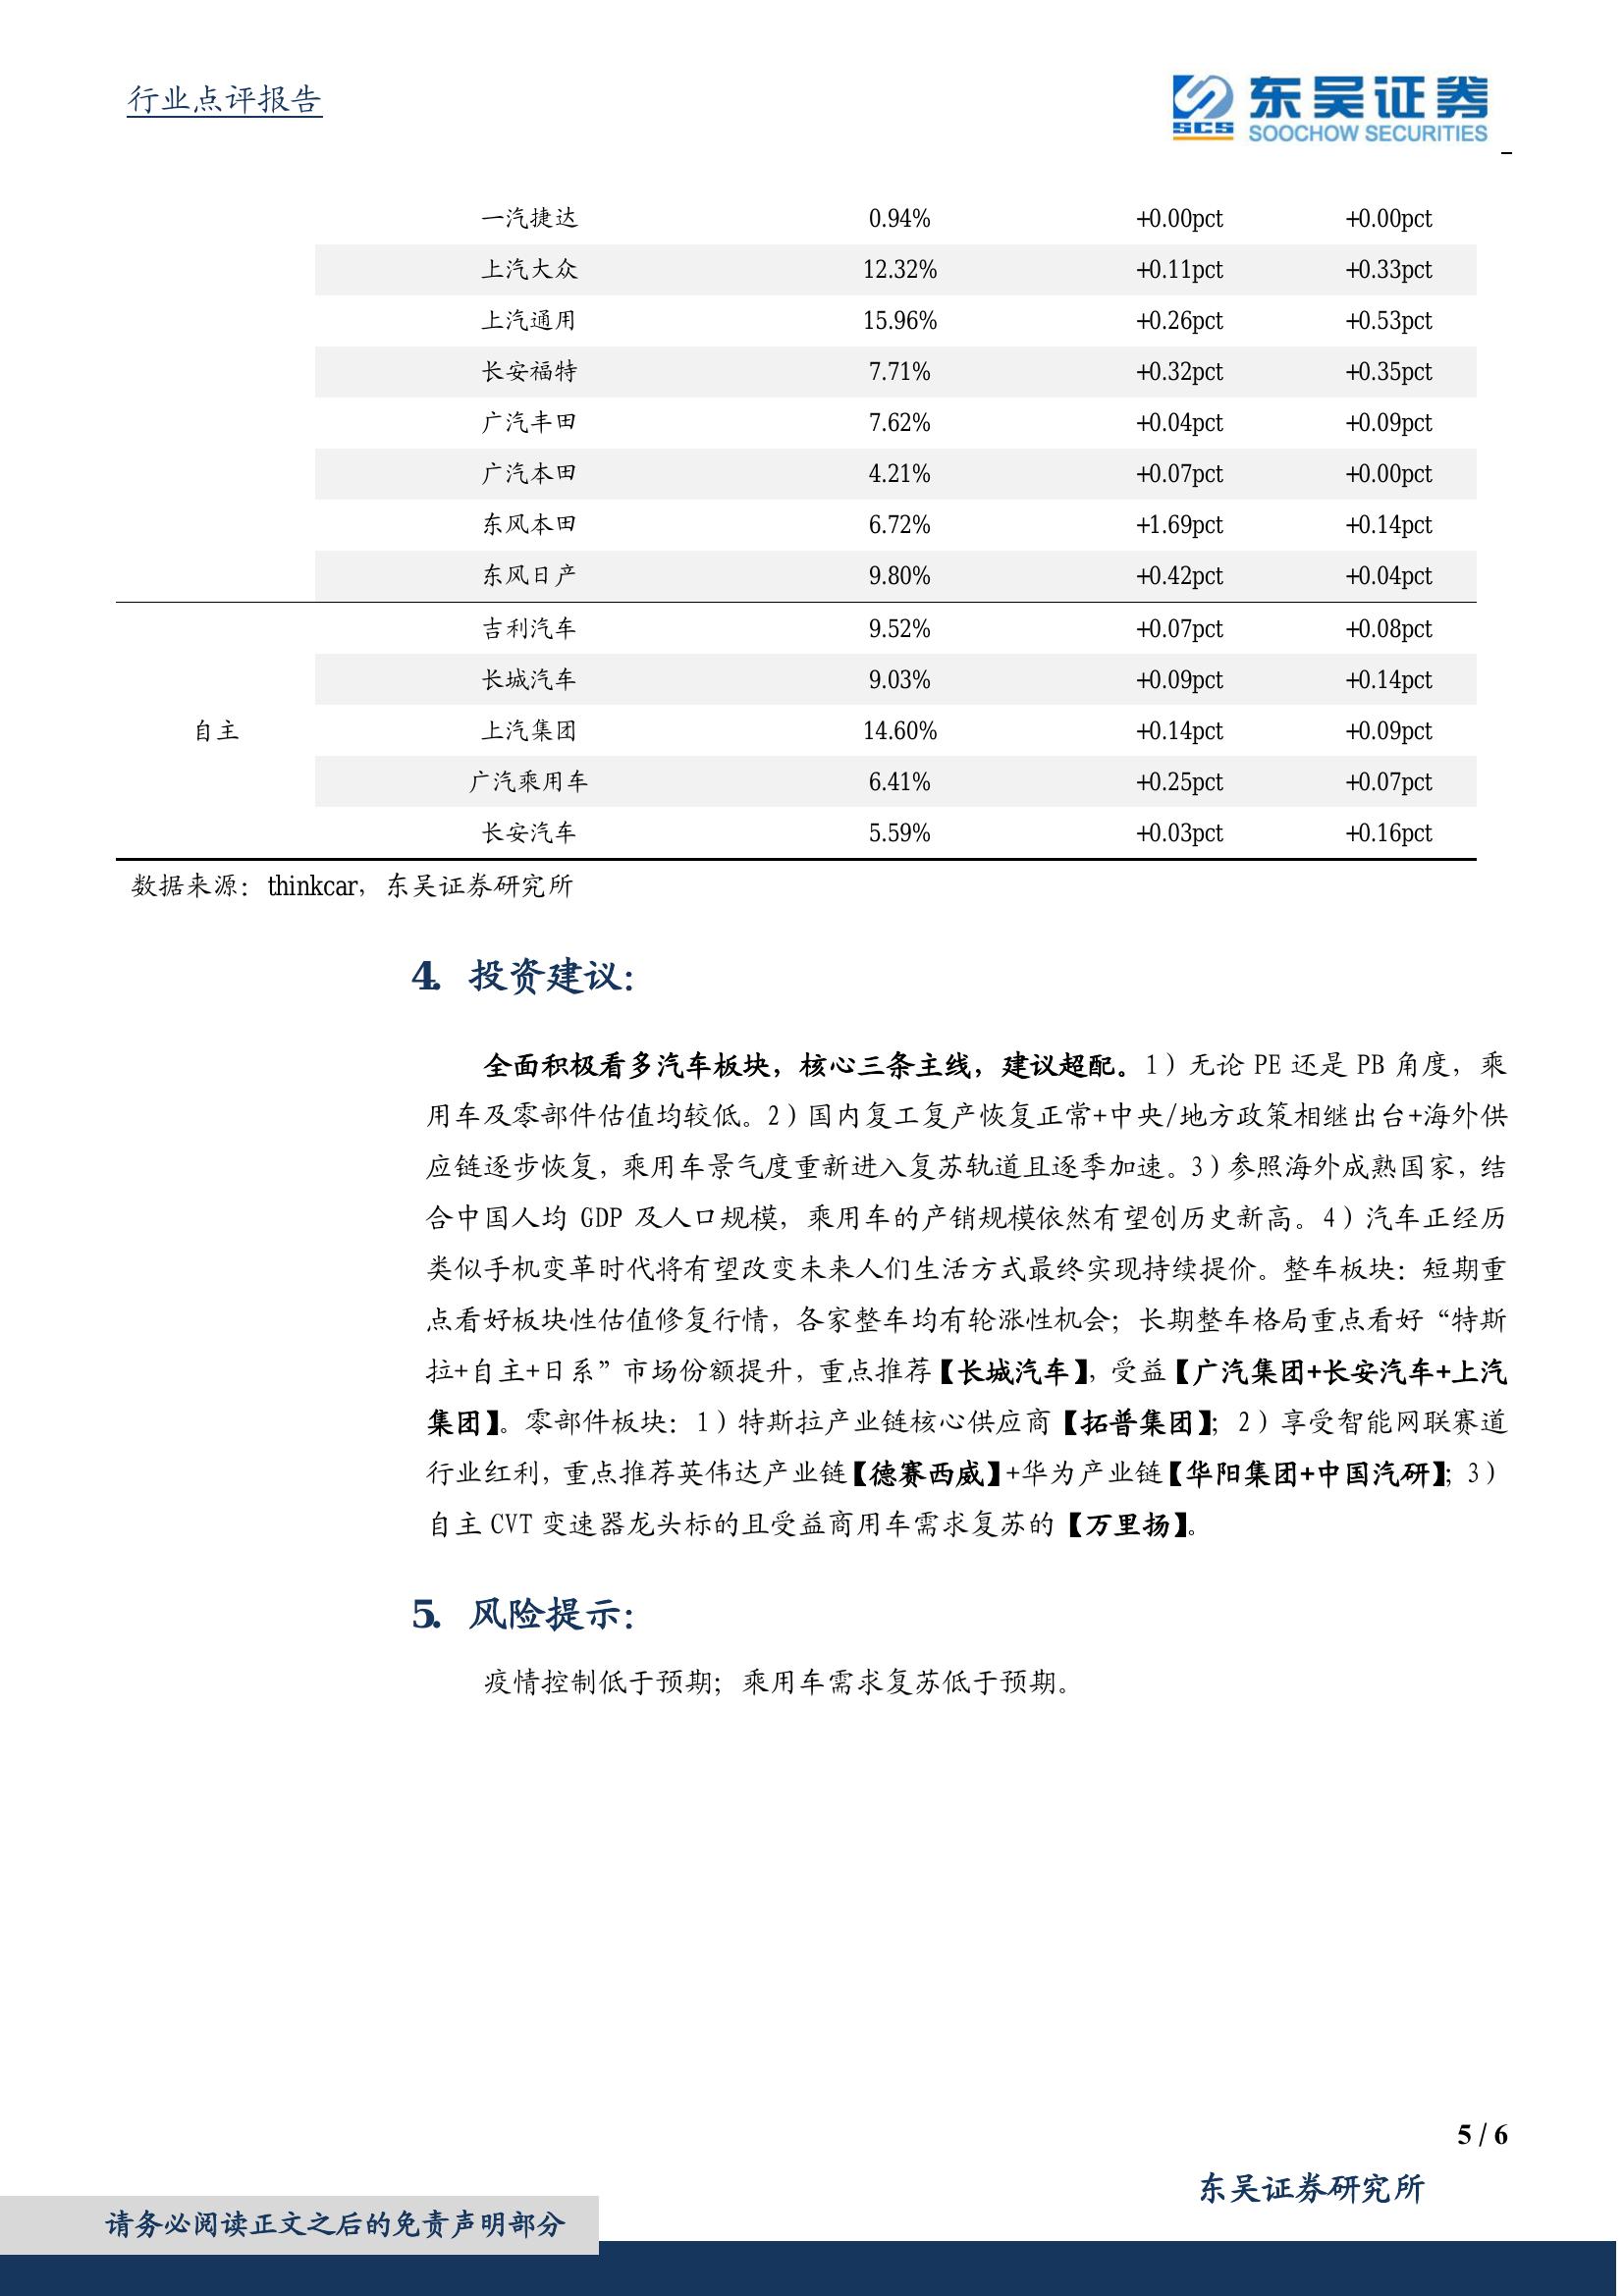 行业点评报告
SCS 东吴证券
SOOCHOW SECURITIES
一汽捷达 0.94% +0.00pct +0.00pct
上汽大众 12.32% +0.11pct +0.33pct
上汽通用 15.96% +0.26pct +0.53pct
长安福特 7.71% +0.32pct +0.35pct
广汽丰田 7.62% +0.04pct +0.09pct
广汽本田 4.21% +0.07pct +0.00pct
东风本田 6.72% +1.69pct +0.14pct
东风日产 9.80% +0.42pct +0.04pct
吉利汽车 9.52% +0.07pct +0.08pct
长城汽车 9.03% +0.09pct +0.14pct
自主 上汽集团 14.60% +0.14pct +0.09pct
广汽乘用车 6.41% +0.25pct +0.07pct
长安汽车 5.59% +0.03pct +0.16pct
数据来源：thinkcar，东吴证券研究所
4. 投资建议：
全面积极看多汽车板块，核心三条主线，建议超配。1）无论 PE 还是 PB 角度，乘
用车及零部件估值均较低。2）国内复工复产恢复正常+中央/地方政策相继出台+海外供
应链逐步恢复，乘用车景气度重新进入复苏轨道且逐季加速。3）参照海外成熟国家，结
合中国人均 GDP 及人口规模，乘用车的产销规模依然有望创历史新高。4）汽车正经历
类似手机变革时代将有望改变未来人们生活方式最终实现持续提价。整车板块：短期重
点看好板块性估值修复行情，各家整车均有轮涨性机会；长期整车格局重点看好“特斯
拉+自主+日系”市场份额提升，重点推荐【长城汽车】，受益【广汽集团+长安汽车+上汽
集团】。零部件板块：1）特斯拉产业链核心供应商【拓普集团】；2）享受智能网联赛道
行业红利，重点推荐英伟达产业链【德赛西威】+华为产业链【华阳集团+中国汽研】；3）
自主 CVT 变速器龙头标的且受益商用车需求复苏的【万里扬】。
5. 风险提示：
疫情控制低于预期；乘用车需求复苏低于预期。
5 / 6
东吴证券研究所
请务必阅读正文之后的免责声明部分